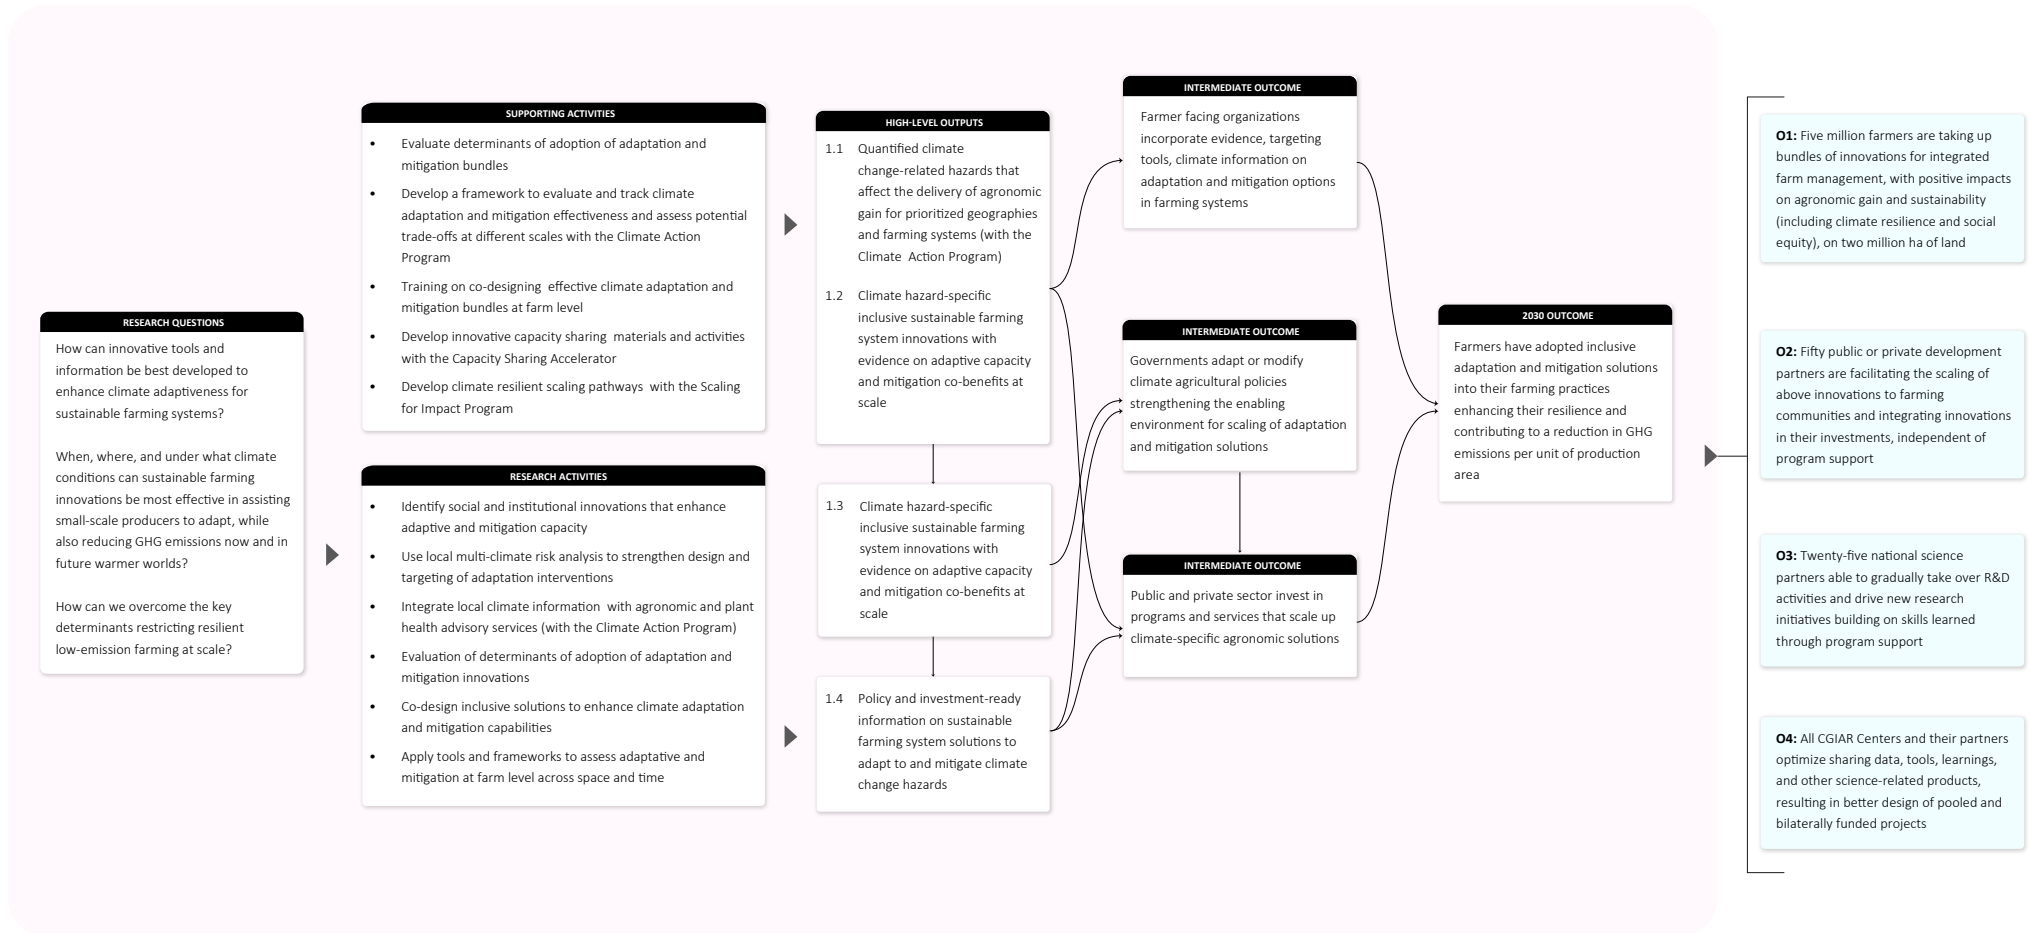 RESEARCH QUESTIONS
How can innovative tools and
information be best developed to
enhance climate adaptiveness for
sustainable farming systems?
When, where, and under what climate
conditions can sustainable farming
innovations be most effective in assisting
small-scale producers to adapt, while
also reducing GHG emissions now and in
future warmer worlds?
How can we overcome the key
determinants restricting resilient
low-emission farming at scale?
SUPPORTING ACTIVITIES
• Evaluate determinants of adoption of adaptation and
mitigation bundles
• Develop a framework to evaluate and track climate
adaptation and mitigation effectiveness and assess potential
trade-offs at different scales with the Climate Action
Program
• Training on co-designing effective climate adaptation and
mitigation bundles at farm level
• Develop innovative capacity sharing materials and activities
with the Capacity Sharing Accelerator
• Develop climate resilient scaling pathways with the Scaling
for Impact Program
RESEARCH ACTIVITIES
• Identify social and institutional innovations that enhance
adaptive and mitigation capacity
• Use local multi-climate risk analysis to strengthen design and
targeting of adaptation interventions
• Integrate local climate information with agronomic and plant
health advisory services (with the Climate Action Program)
• Evaluation of determinants of adoption of adaptation and
mitigation innovations
• Co-design inclusive solutions to enhance climate adaptation
and mitigation capabilities
• Apply tools and frameworks to assess adaptative and
mitigation at farm level across space and time
HIGH-LEVEL OUTPUTS
1.1 Quantified climate
change-related hazards that
affect the delivery of agronomic
gain for prioritized geographies
and farming systems (with the
Climate Action Program)
1.2 Climate hazard-specific
inclusive sustainable farming
system innovations with
evidence on adaptive capacity
and mitigation co-benefits at
scale
1.3 Climate hazard-specific
inclusive sustainable farming
system innovations with
evidence on adaptive capacity
and mitigation co-benefits at
scale
1.4 Policy and investment-ready
information on sustainable
farming system solutions to
adapt to and mitigate climate
change hazards
INTERMEDIATE OUTCOME
Farmer facing organizations
incorporate evidence, targeting
tools, climate information on
adaptation and mitigation options
in farming systems
INTERMEDIATE OUTCOME
Governments adapt or modify
climate agricultural policies
strengthening the enabling
environment for scaling of adaptation
and mitigation solutions
INTERMEDIATE OUTCOME
Public and private sector invest in
programs and services that scale up
climate-specific agronomic solutions
2030 OUTCOME
Farmers have adopted inclusive
adaptation and mitigation solutions
into their farming practices
enhancing their resilience and
contributing to a reduction in GHG
emissions per unit of production
area
O1: Five million farmers are taking up
bundles of innovations for integrated
farm management, with positive impacts
on agronomic gain and sustainability
(including climate resilience and social
equity), on two million ha of land
O2: Fifty public or private development
partners are facilitating the scaling of
above innovations to farming
communities and integrating innovations
in their investments, independent of
program support
O3: Twenty-five national science
partners able to gradually take over R&D
activities and drive new research
initiatives building on skills learned
through program support
O4: All CGIAR Centers and their partners
optimize sharing data, tools, learnings,
and other science-related products,
resulting in better design of pooled and
bilaterally funded projects